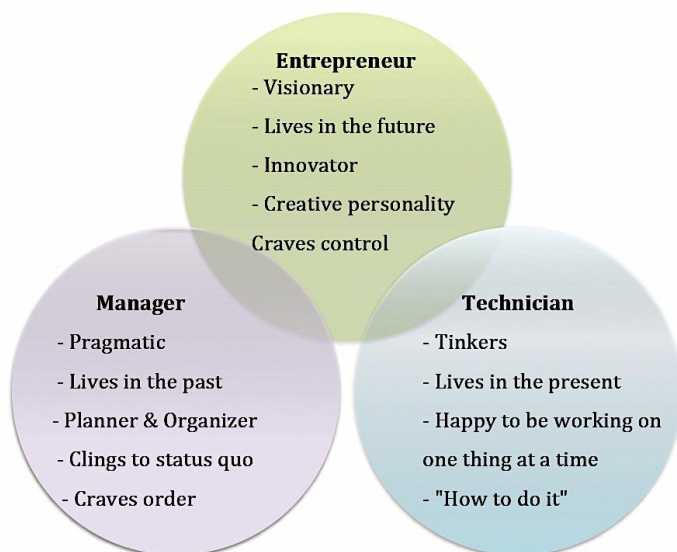 Entrepreneur
- Visionary
- Lives in the future
- Innovator
- Creative personality
Craves control
Manager
- Pragmatic
- Lives in the past
- Planner & Organizer
- Clings to status quo
- Craves order
Technician
- Tinkers
- Lives in the present
- Happy to be working on
one thing at a time
- "How to do it"